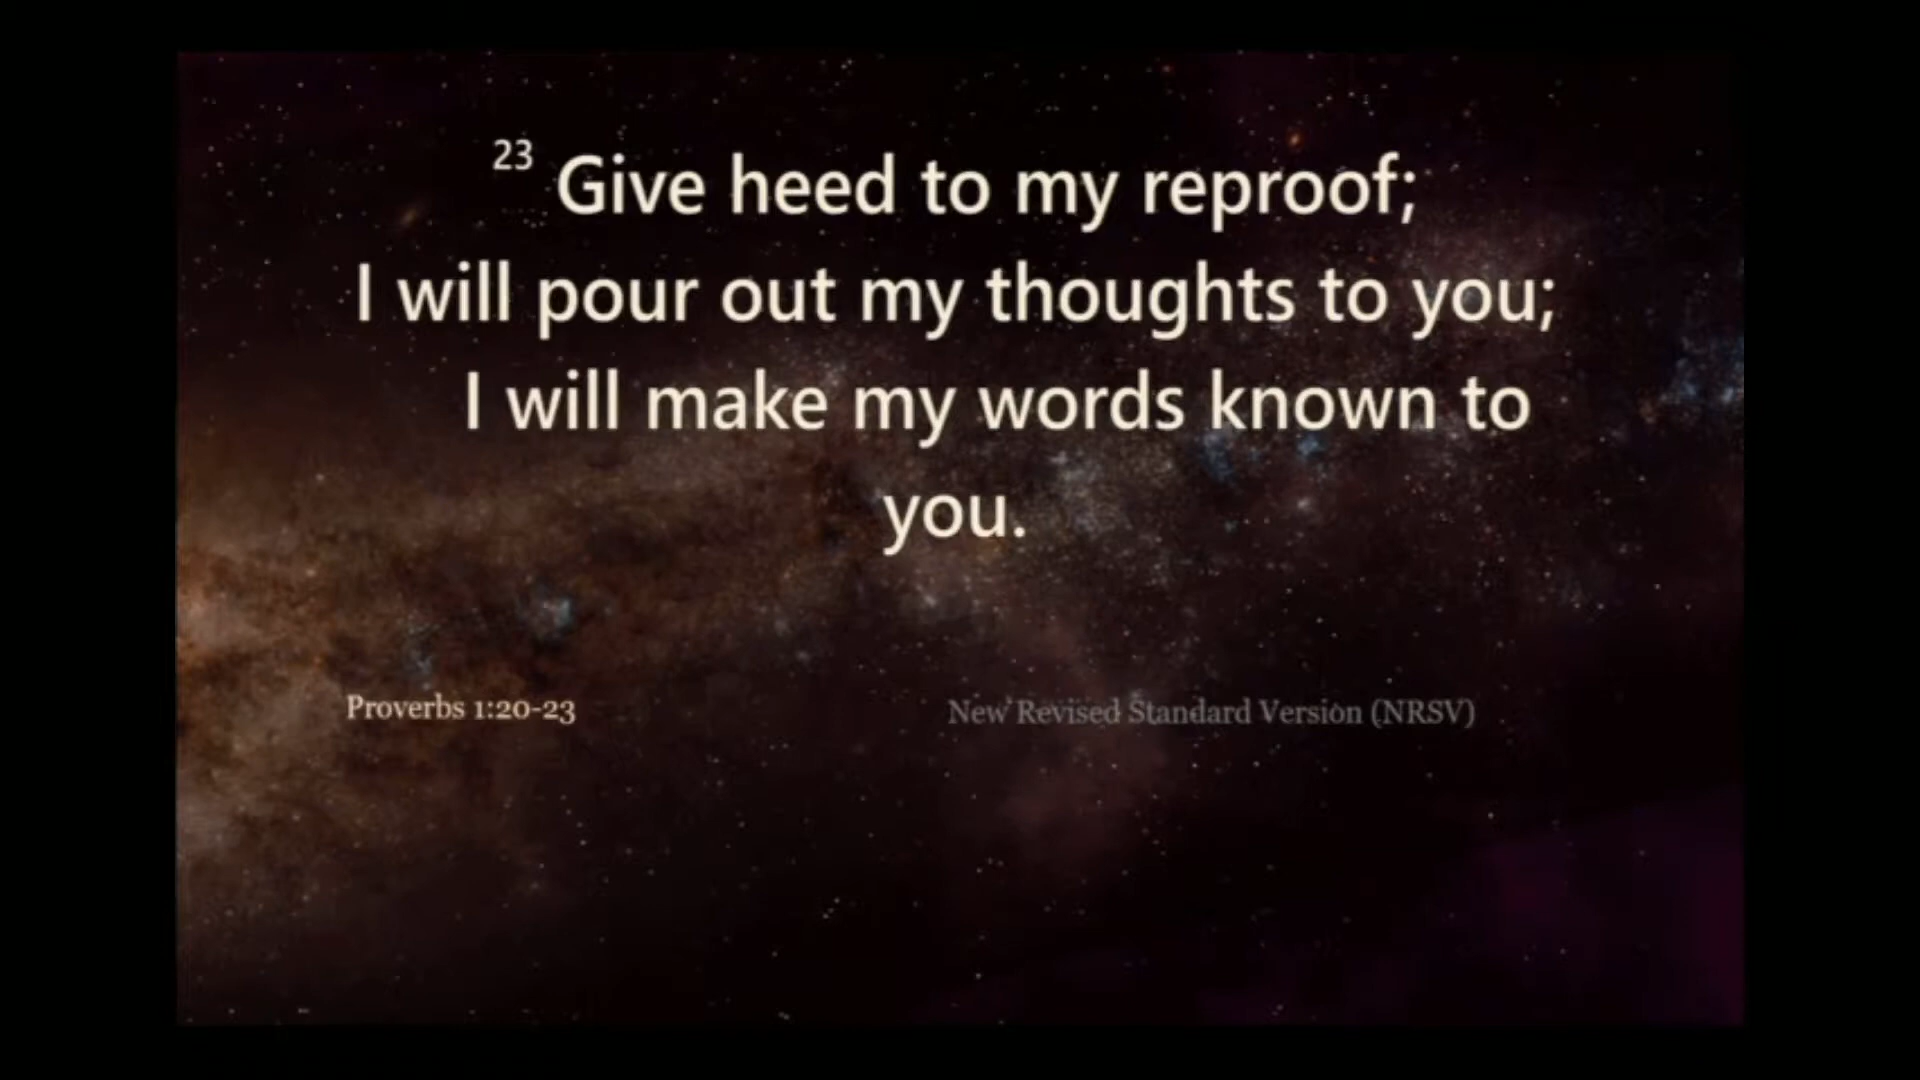 23 Give heed to my reproof;
I will pour out my thoughts to you;
I will make my words known to
you.
Proverbs 1:20-23
New Revised Standard Version (NRSV)